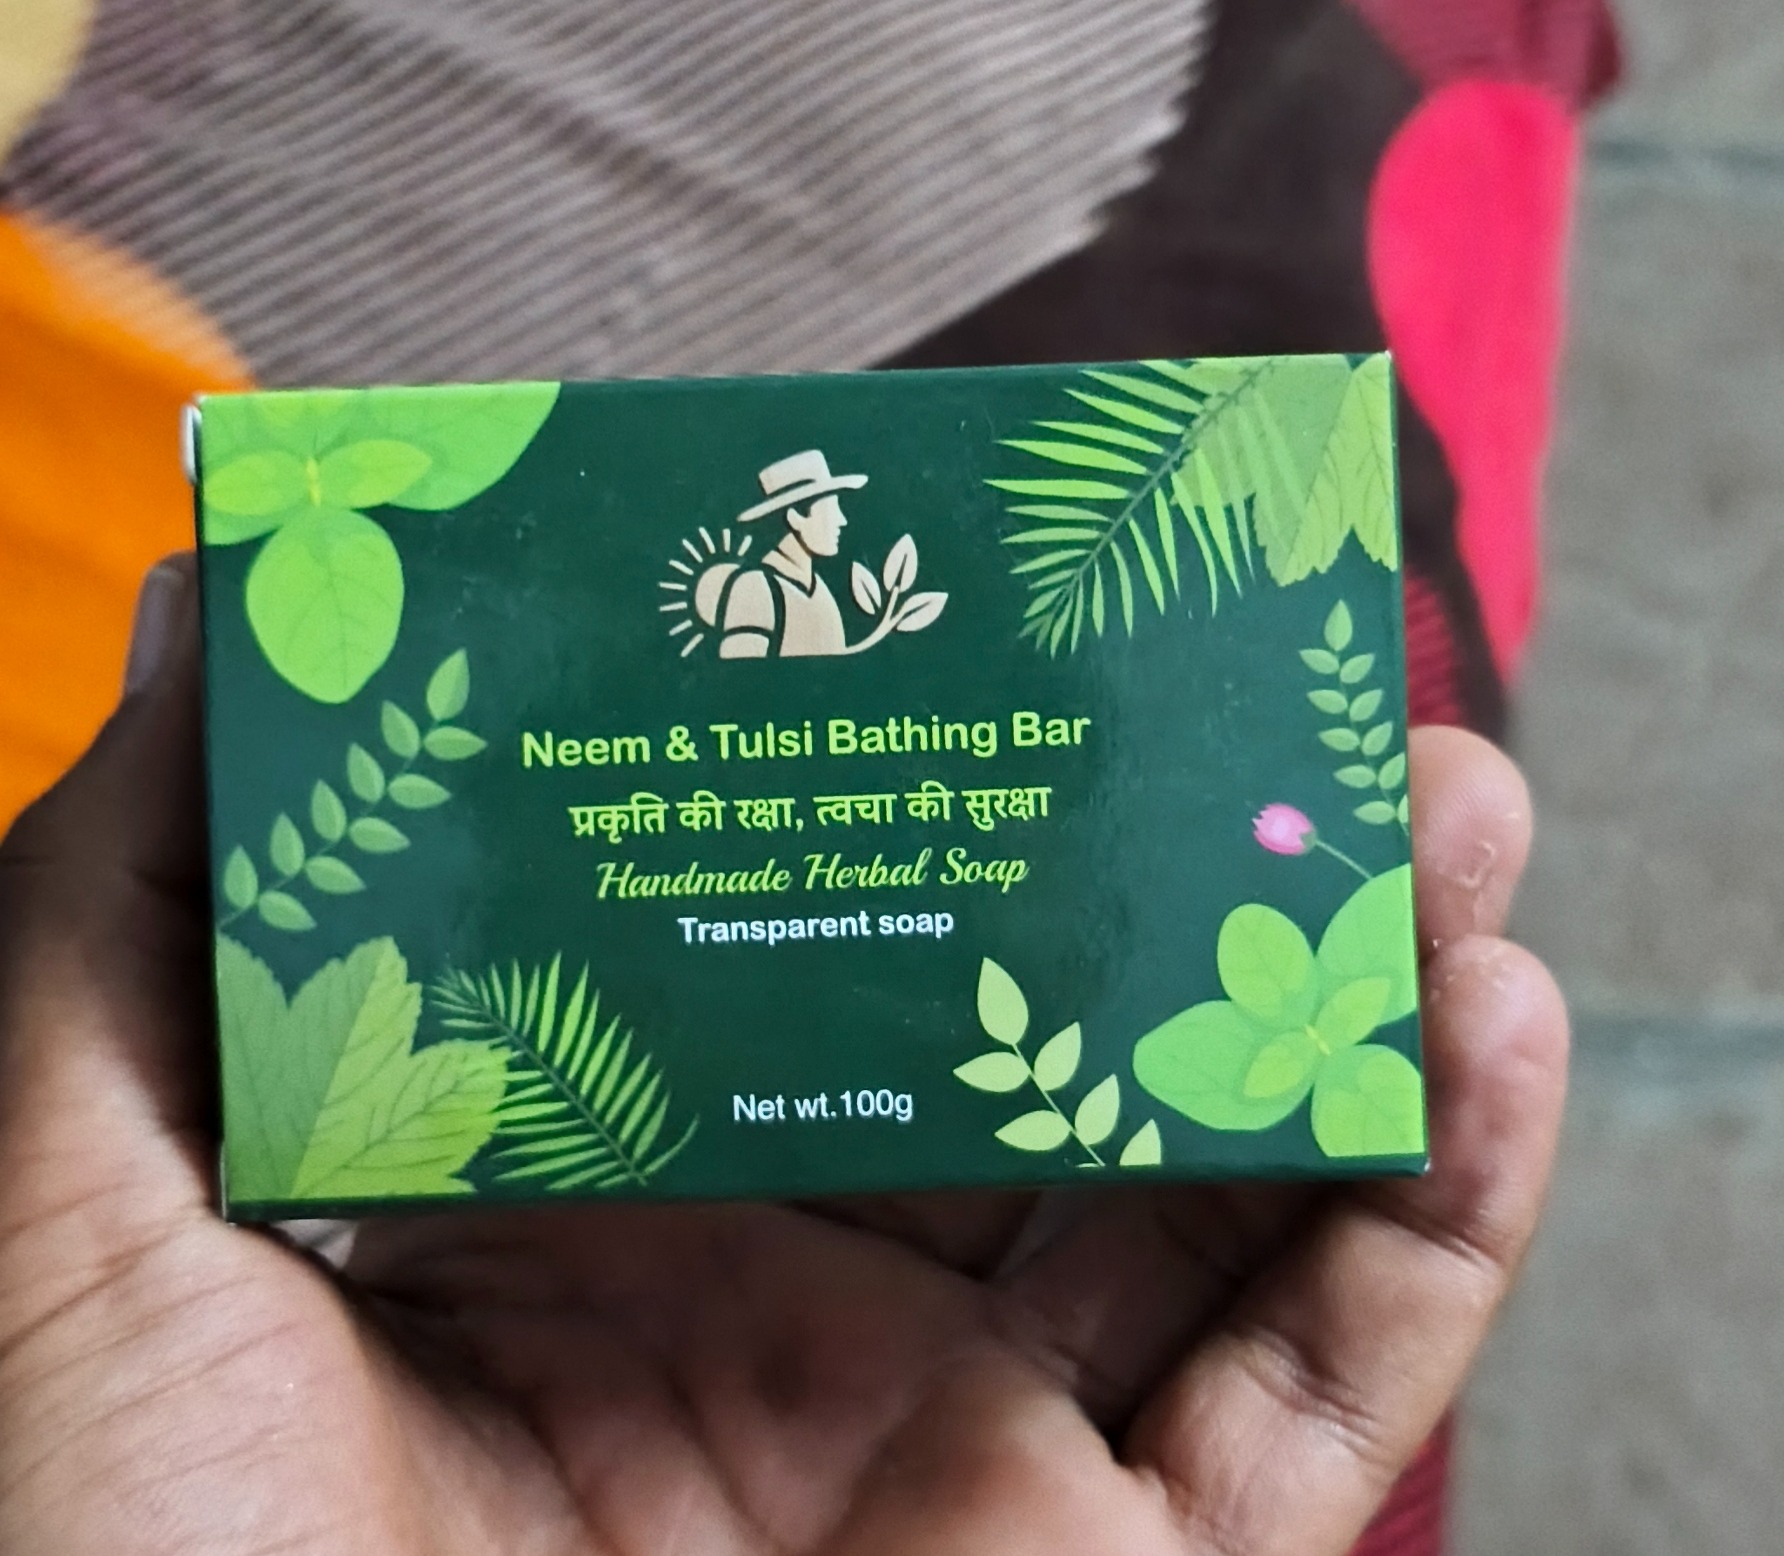 Neem & Tulsi Bathing Bar
प्रकृति की रक्षा, त्वचा की सुरक्षा
Handmade Herbal Soap
Transparent soap
Net wt.100g